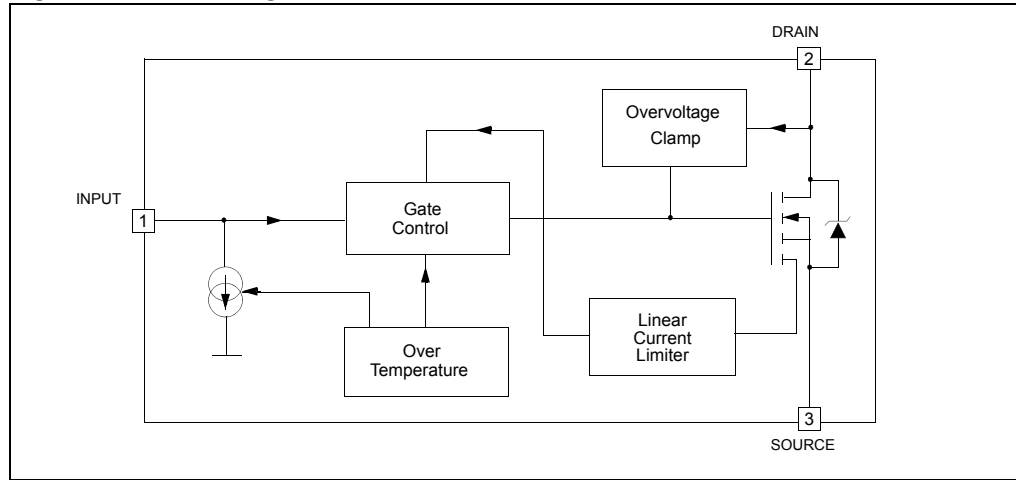 DRAIN
2
Overvoltage
Clamp
INPUT
1
Gate
Control
Linear
Current
Limiter
Over
Temperature
3
SOURCE